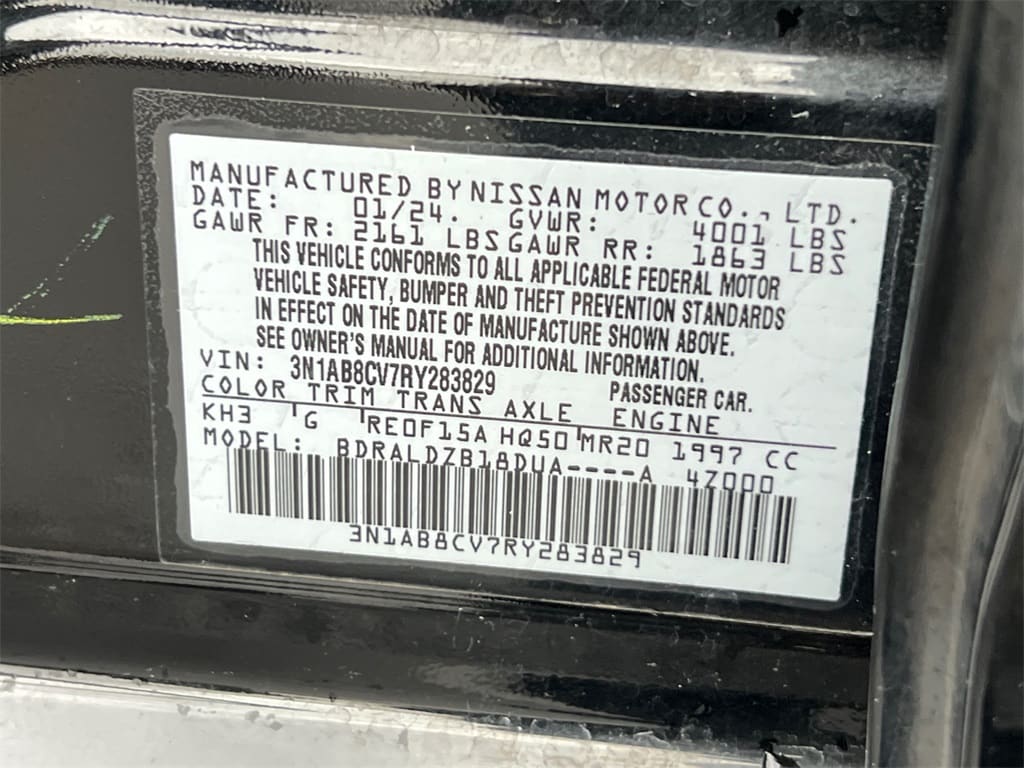 MANUFACTURED BY NISSAN MOTOR CO., LTD.
DATE: 01/24. GVWR: 4001 LBS
GAWR FR: 2161 LBS GAWR RR: 1863 LBS
THIS VEHICLE CONFORMS TO ALL APPLICABLE FEDERAL MOTOR
VEHICLE SAFETY, BUMPER AND THEFT PREVENTION STANDARDS
IN EFFECT ON THE DATE OF MANUFACTURE SHOWN ABOVE.
SEE OWNER'S MANUAL FOR ADDITIONAL INFORMATION.
VIN: 3N1AB8CV7RY283829 PASSENGER CAR.
COLOR TRIM TRANS AXLE ENGINE
KH3 G RE0F15A HQ50 MR20 1997 CC
MODEL: BDRALDZB18DUA----A 4Z000
3N1AB8CV7RY283829